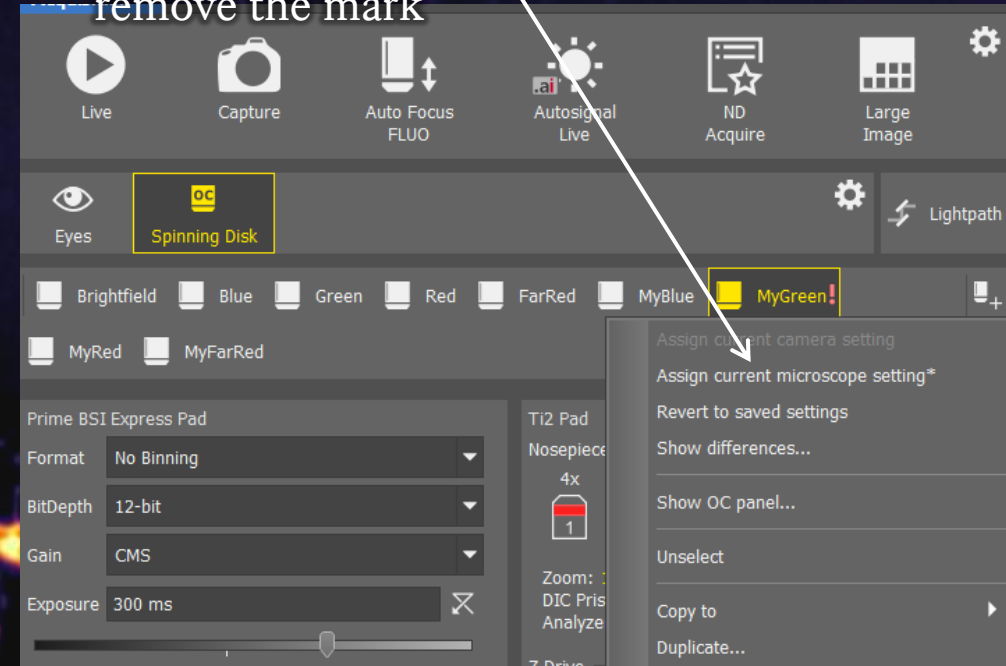 remove the mark
Live
Capture
Auto Focus
FLUO
.ai
Autosignal
Live
ND
Acquire
Large
Image
Eyes
OC
Spinning Disk
Lightpath
Brightfield
Blue
Green
Red
FarRed
MyBlue
MyGreen!
MyRed
MyFarRed
Assign current camera setting
Assign current microscope setting*
Revert to saved settings
Show differences...
Show OC panel...
Unselect
Copy to
Duplicate...
Prime BSI Express Pad
Format No Binning
BitDepth 12-bit
Gain CMS
Exposure 300 ms
Ti2 Pad
Nosepiece
4x
1
Zoom:
DIC Pris
Analyze
Z Drive